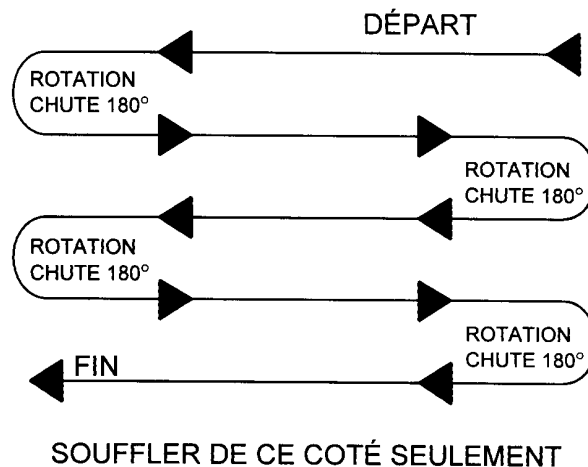 DÉPART
ROTATION
CHUTE 180°
ROTATION
CHUTE 180°
ROTATION
CHUTE 180°
ROTATION
CHUTE 180°
FIN
SOUFFLER DE CE COTÉ SEULEMENT